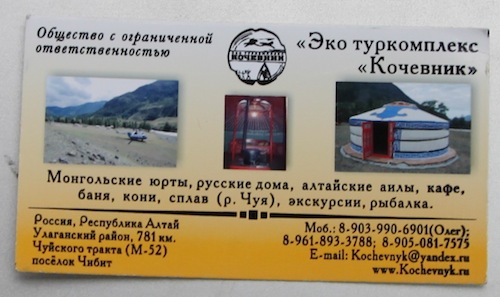 Общество с ограниченной
ответственностью
КОЧЕВНИК
«Эко туркомплекс
«Кочевник»
Монгольские юрты, русские дома, алтайские аилы, кафе,
баня, кони, сплав (р. Чуя), экскурсии, рыбалка.
Россия, Республика Алтай
Улаганский район, 781 км.
Чуйского тракта (М-52)
посёлок Чибит
Моб.: 8-903-990-6901(Олег);
8-961-893-3788; 8-905-081-7575
E-mail: Kochevnyk@yandex.ru
www.Kochevnyk.ru